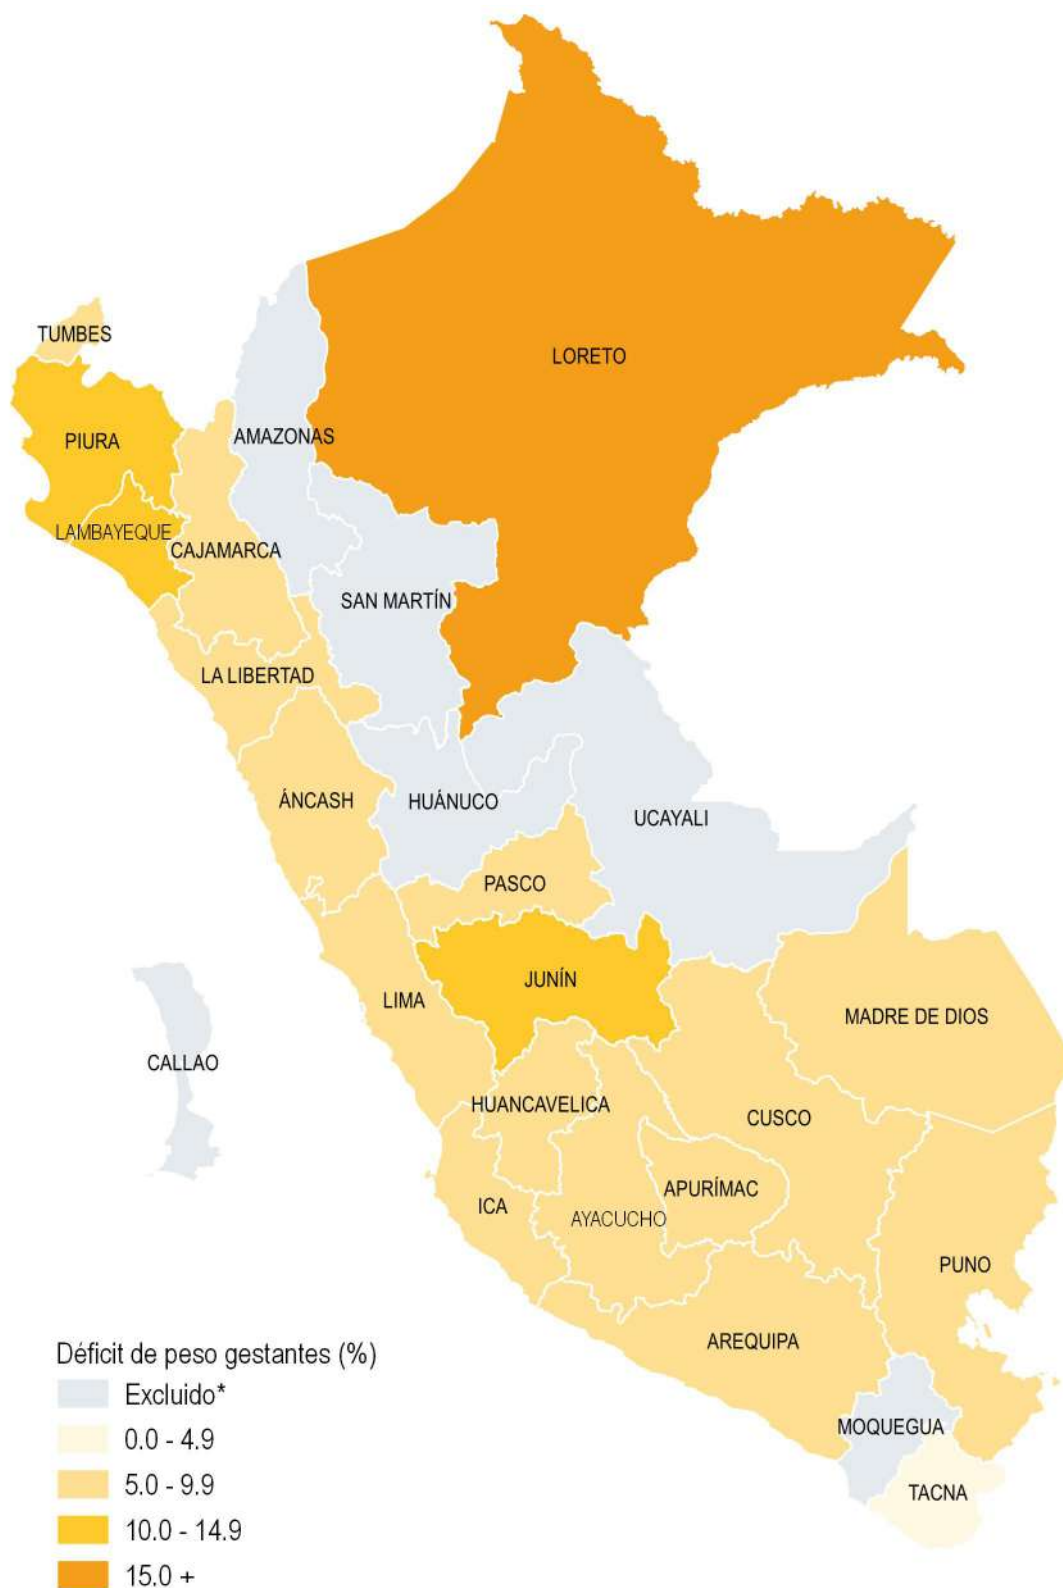 TUMBES
LORETO
PIURA
AMAZONAS
LAMBAYEQUE
CAJAMARCA
SAN MARTÍN
LA LIBERTAD
ÁNCASH
HUÁNUCO
UCAYALI
PASCO
JUNÍN
LIMA
MADRE DE DIOS
CALLAO
HUANCAVELICA
CUSCO
APURÍMAC
ICA
AYACUCHO
PUNO
AREQUIPA
MOQUEGUA
TACNA
Déficit de peso gestantes (%)
Excluido*
0.0 - 4.9
5.0 - 9.9
10.0 - 14.9
15.0 +